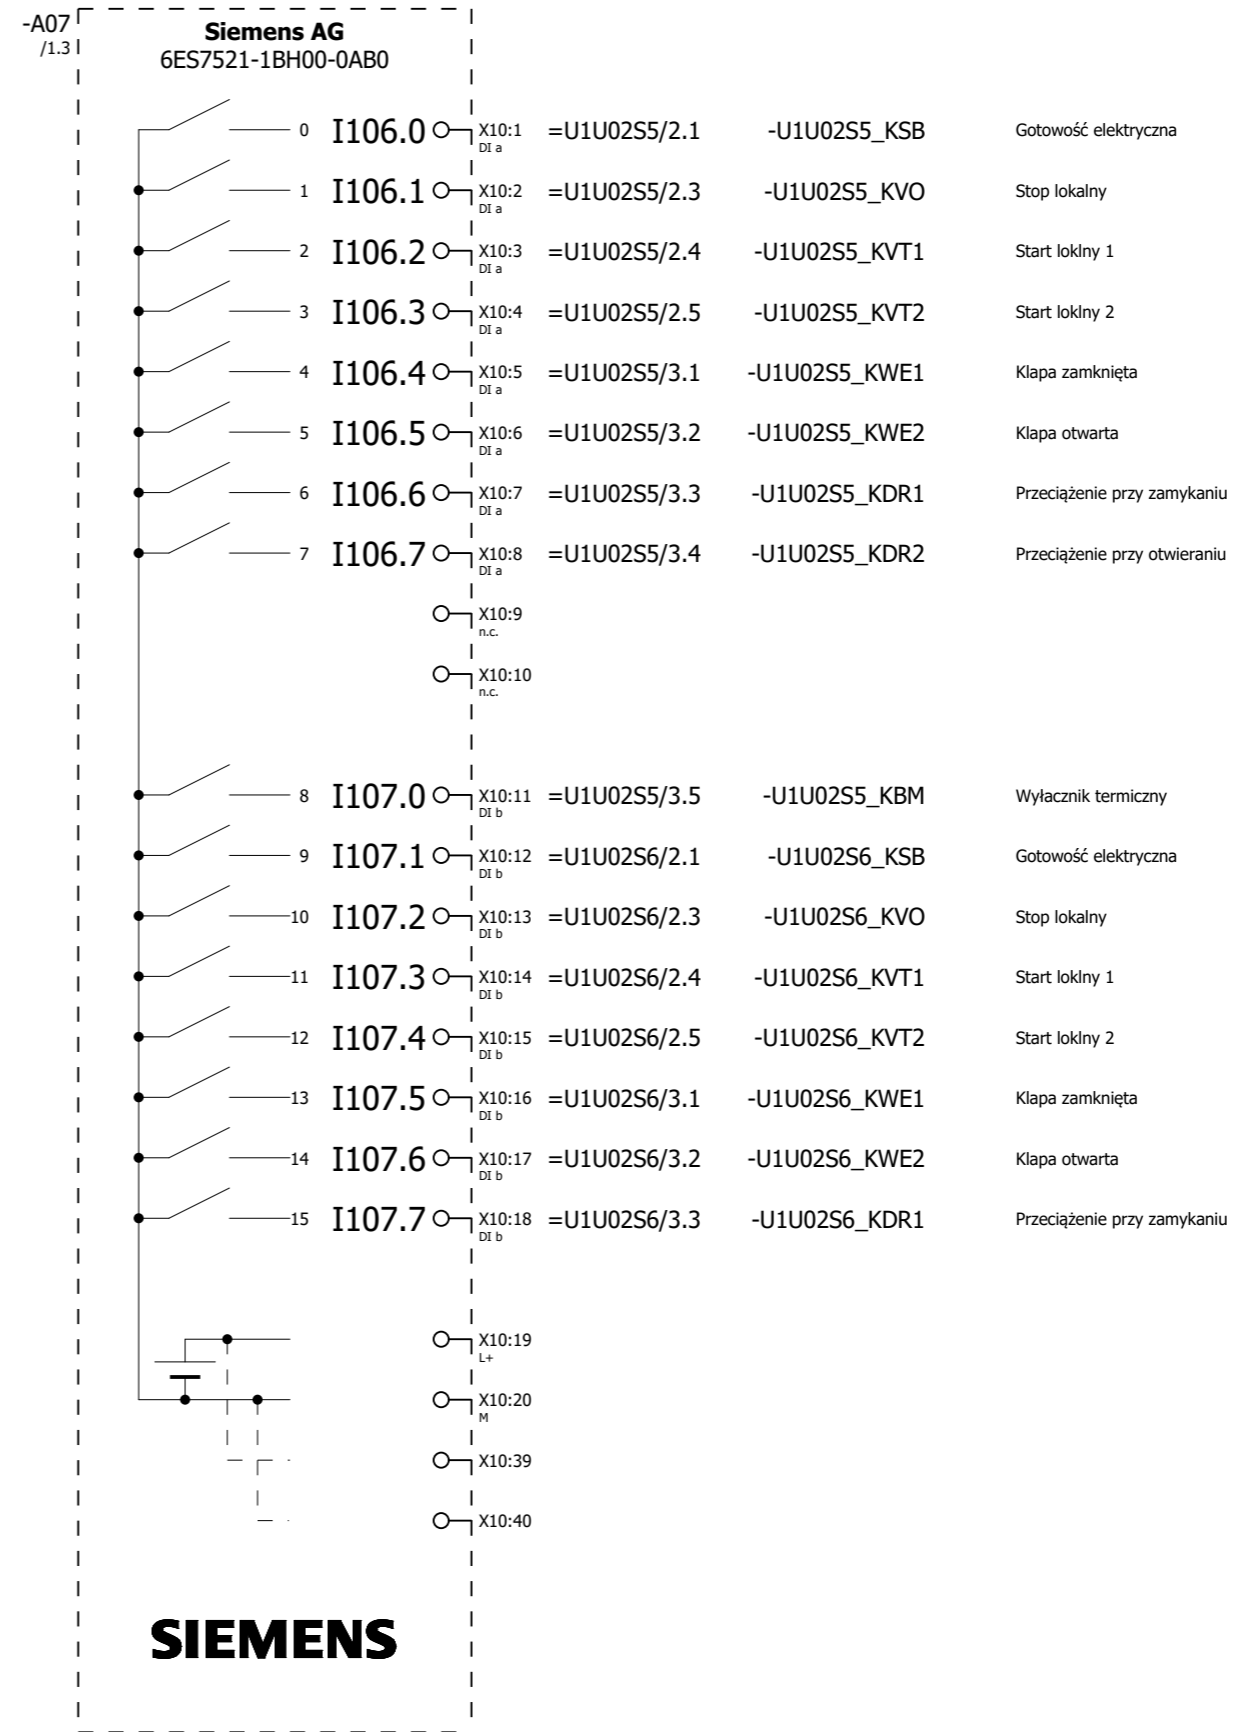 -A07
/1.3
Siemens AG
6ES7521-1BH00-0AB0
0 I106.0 X10:1 =U1U02S5/2.1 -U1U02S5_KSB Gotowość elektryczna
DI a
1 I106.1 X10:2 =U1U02S5/2.3 -U1U02S5_KVO Stop lokalny
DI a
2 I106.2 X10:3 =U1U02S5/2.4 -U1U02S5_KVT1 Start loklny 1
DI a
3 I106.3 X10:4 =U1U02S5/2.5 -U1U02S5_KVT2 Start loklny 2
DI a
4 I106.4 X10:5 =U1U02S5/3.1 -U1U02S5_KWE1 Klapa zamknięta
DI a
5 I106.5 X10:6 =U1U02S5/3.2 -U1U02S5_KWE2 Klapa otwarta
DI a
6 I106.6 X10:7 =U1U02S5/3.3 -U1U02S5_KDR1 Przeciążenie przy zamykaniu
DI a
7 I106.7 X10:8 =U1U02S5/3.4 -U1U02S5_KDR2 Przeciążenie przy otwieraniu
DI a
X10:9
n.c.
X10:10
n.c.
8 I107.0 X10:11 =U1U02S5/3.5 -U1U02S5_KBM Wyłacznik termiczny
DI b
9 I107.1 X10:12 =U1U02S6/2.1 -U1U02S6_KSB Gotowość elektryczna
DI b
10 I107.2 X10:13 =U1U02S6/2.3 -U1U02S6_KVO Stop lokalny
DI b
11 I107.3 X10:14 =U1U02S6/2.4 -U1U02S6_KVT1 Start loklny 1
DI b
12 I107.4 X10:15 =U1U02S6/2.5 -U1U02S6_KVT2 Start loklny 2
DI b
13 I107.5 X10:16 =U1U02S6/3.1 -U1U02S6_KWE1 Klapa zamknięta
DI b
14 I107.6 X10:17 =U1U02S6/3.2 -U1U02S6_KWE2 Klapa otwarta
DI b
15 I107.7 X10:18 =U1U02S6/3.3 -U1U02S6_KDR1 Przeciążenie przy zamykaniu
DI b
X10:19
L+
X10:20
M
X10:39
X10:40
SIEMENS